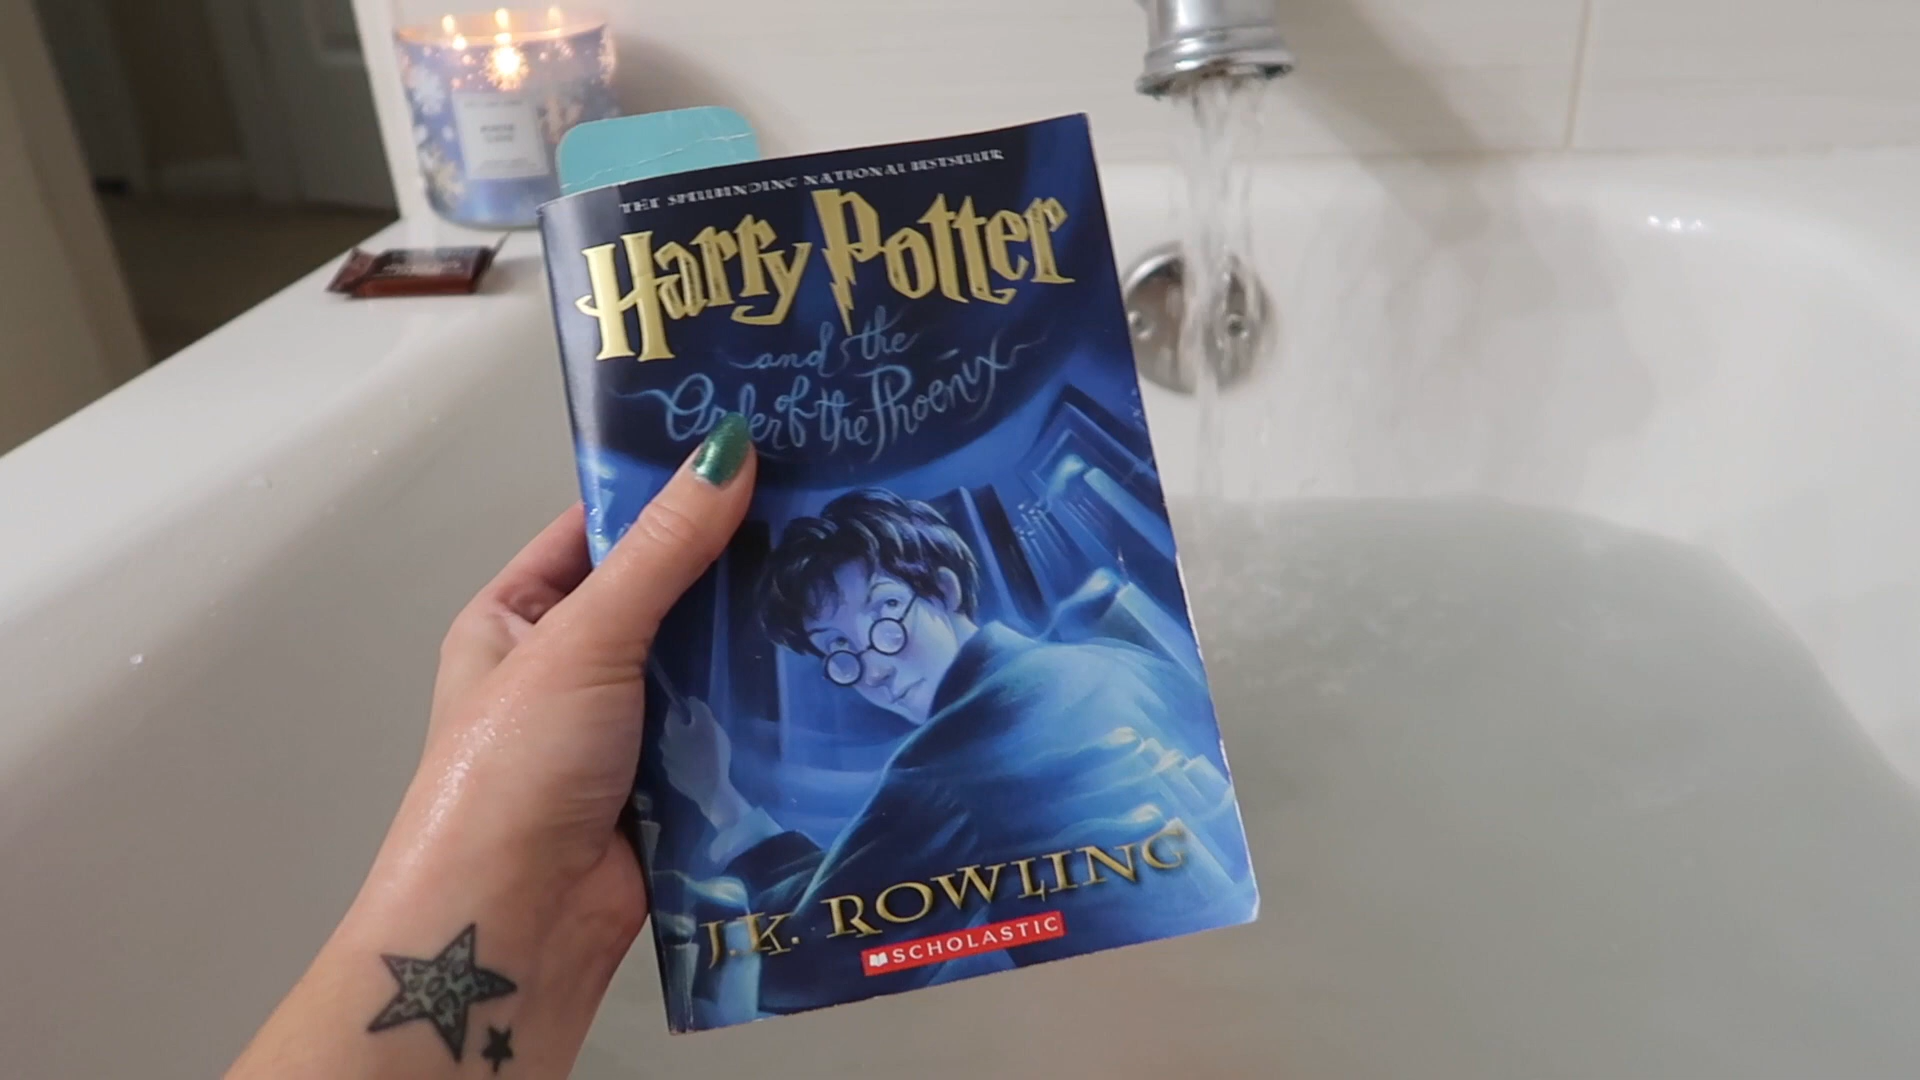 THE SPELLBINDING NATIONAL BESTSELLER
Harry Potter
and the
Order of the Phoenix
J.K. ROWLING
SCHOLASTIC